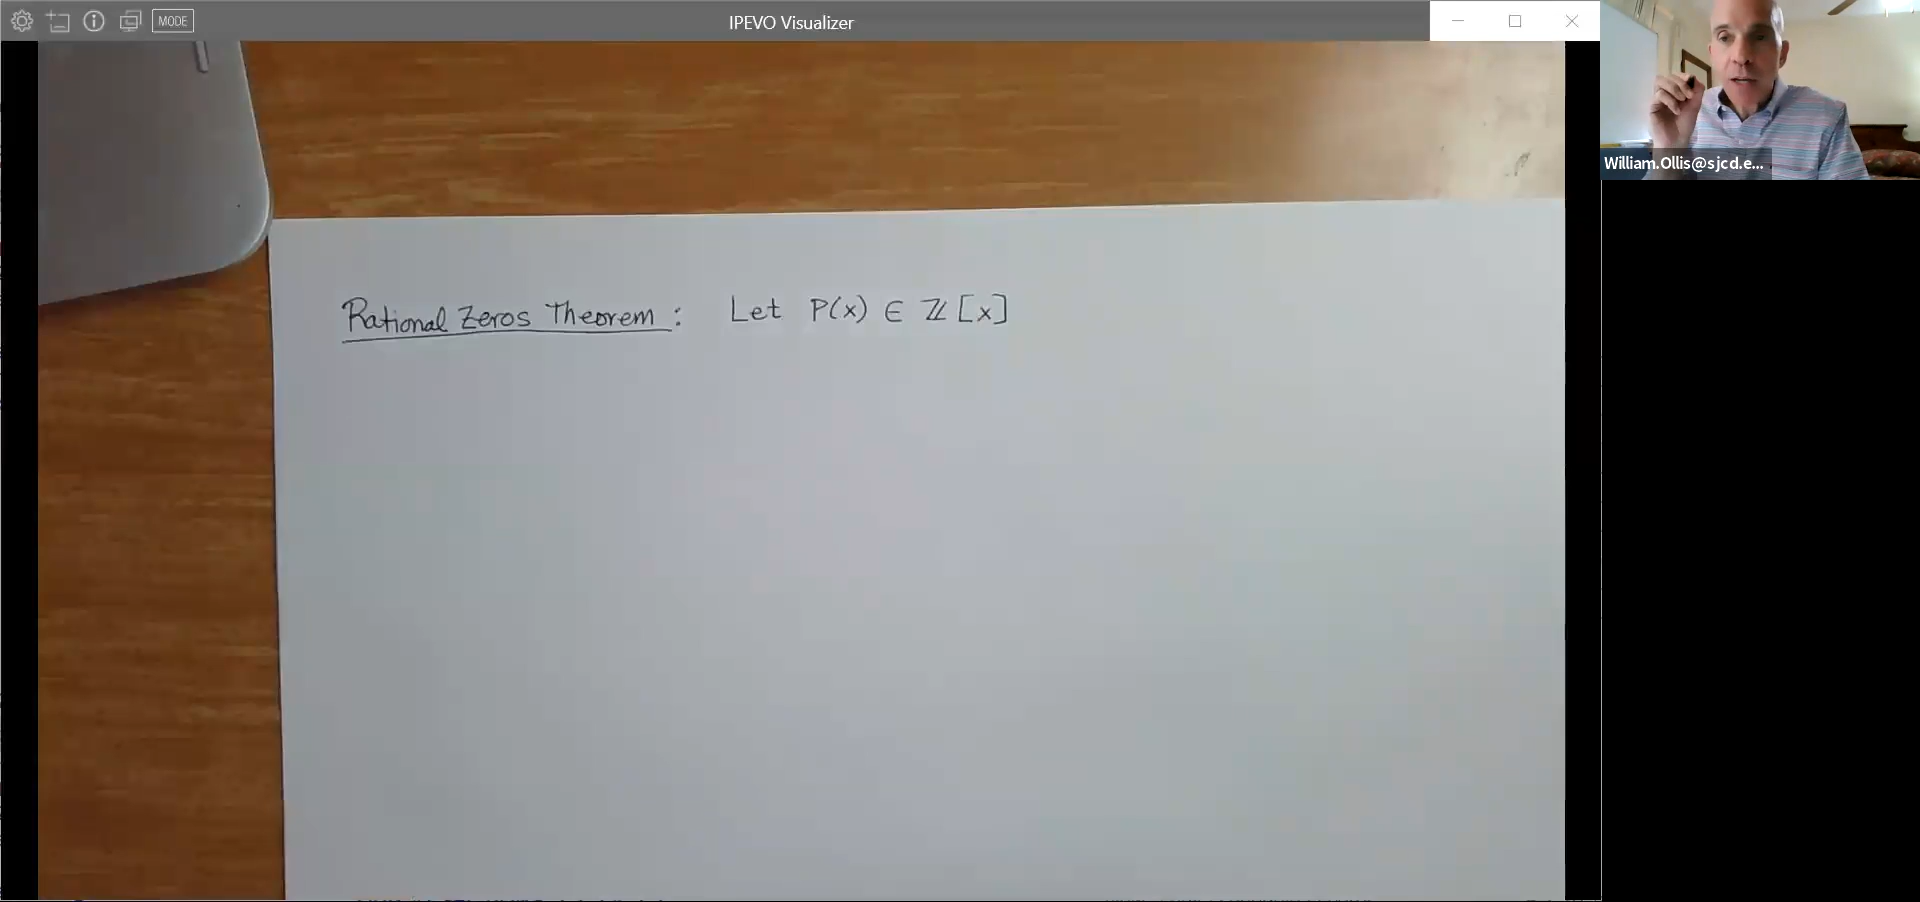 MODE
IPEVO Visualizer
William.Ollis@sjcd.e...
Rational Zeros Theorem : Let P(x) ∈ ℤ [x]